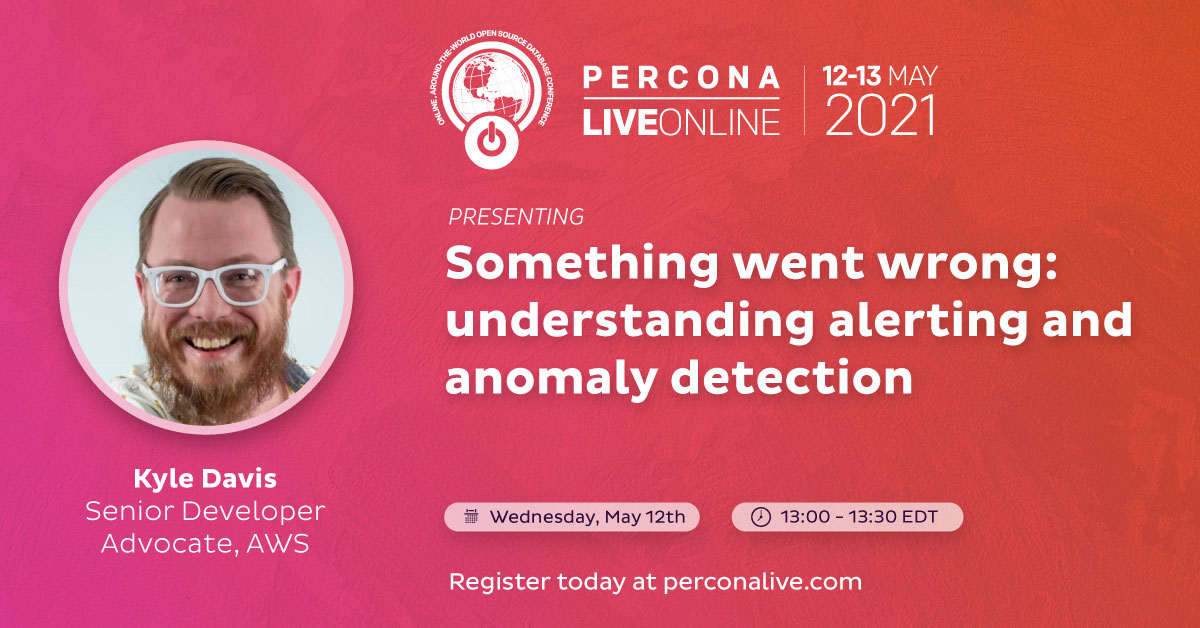 ONLINE, AROUND-THE-WORLD OPEN SOURCE DATABASE CONFERENCE
PERCONA
LIVEONLINE
12-13 MAY
2021
PRESENTING
Something went wrong:
understanding alerting and
anomaly detection
Kyle Davis
Senior Developer
Advocate, AWS
Wednesday, May 12th
13:00 - 13:30 EDT
Register today at perconalive.com